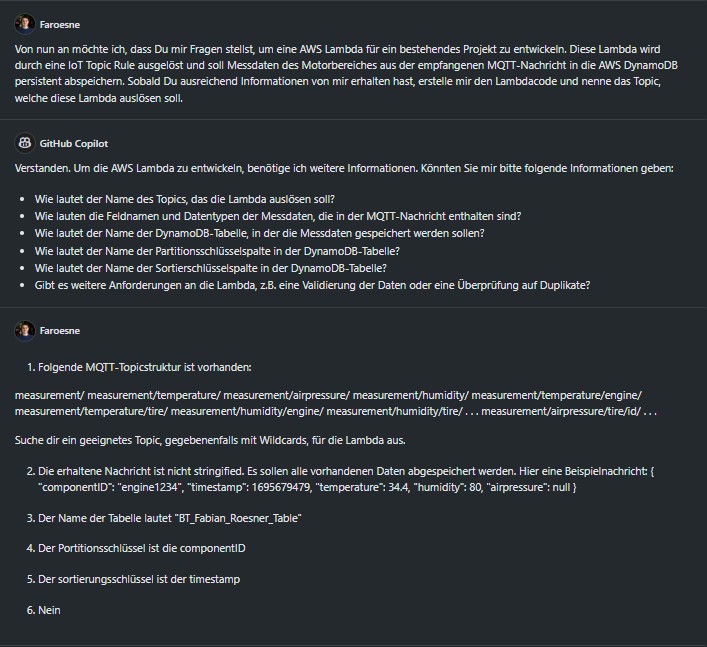 Faroesne
Von nun an möchte ich, dass Du mir Fragen stellst, um eine AWS Lambda für ein bestehendes Projekt zu entwickeln. Diese Lambda wird
durch eine IoT Topic Rule ausgelöst und soll Messdaten des Motorbereiches aus der empfangenen MQTT-Nachricht in die AWS DynamoDB
persistent abspeichern. Sobald Du ausreichend Informationen von mir erhalten hast, erstelle mir den Lambdacode und nenne das Topic,
welche diese Lambda auslösen soll.
GitHub Copilot
Verstanden. Um die AWS Lambda zu entwickeln, benötige ich weitere Informationen. Könnten Sie mir bitte folgende Informationen geben:
• Wie lautet der Name des Topics, das die Lambda auslösen soll?
• Wie lauten die Feldnamen und Datentypen der Messdaten, die in der MQTT-Nachricht enthalten sind?
• Wie lautet der Name der DynamoDB-Tabelle, in der die Messdaten gespeichert werden sollen?
• Wie lautet der Name der Partitionsschlüsselspalte in der DynamoDB-Tabelle?
• Wie lautet der Name der Sortierschlüsselspalte in der DynamoDB-Tabelle?
• Gibt es weitere Anforderungen an die Lambda, z.B. eine Validierung der Daten oder eine Überprüfung auf Duplikate?
Faroesne
1. Folgende MQTT-Topicstruktur ist vorhanden:
measurement/ measurement/temperature/ measurement/airpressure/ measurement/humidity/ measurement/temperature/engine/
measurement/temperature/tire/ measurement/humidity/engine/ measurement/humidity/tire/ . . . measurement/airpressure/tire/id/ . . .
Suche dir ein geeignetes Topic, gegebenenfalls mit Wildcards, für die Lambda aus.
2. Die erhaltene Nachricht ist nicht stringified. Es sollen alle vorhandenen Daten abgespeichert werden. Hier eine Beispielnachricht: {
"componentID": "engine1234", "timestamp": 1695679479, "temperature": 34.4, "humidity": 80, "airpressure": null }
3. Der Name der Tabelle lautet "BT_Fabian_Roesner_Table"
4. Der Portitionsschlüssel ist die componentID
5. Der sortierungsschlüssel ist der timestamp
6. Nein